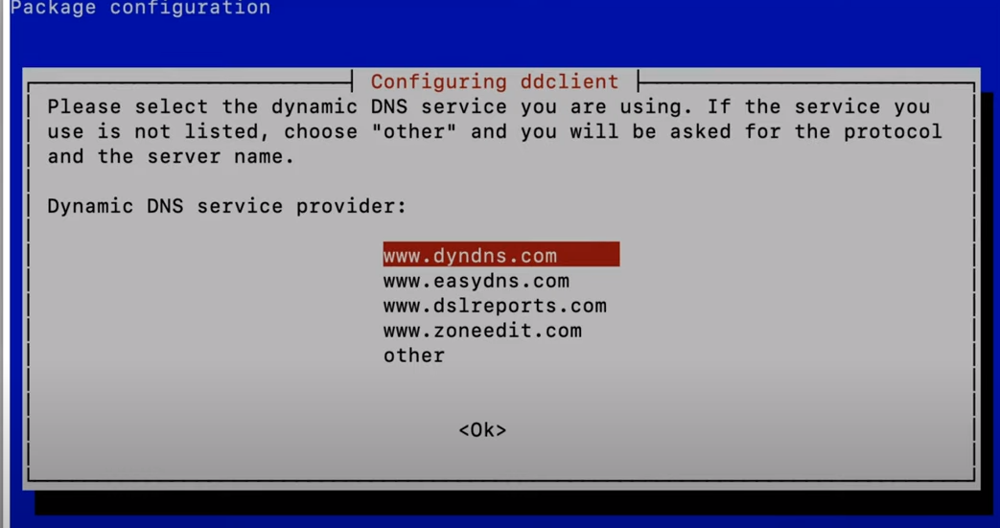 Package configuration
Configuring ddclient
Please select the dynamic DNS service you are using. If the service you
use is not listed, choose "other" and you will be asked for the protocol
and the server name.
Dynamic DNS service provider:
www.dyndns.com
www.easydns.com
www.dslreports.com
www.zoneedit.com
other
<Ok>